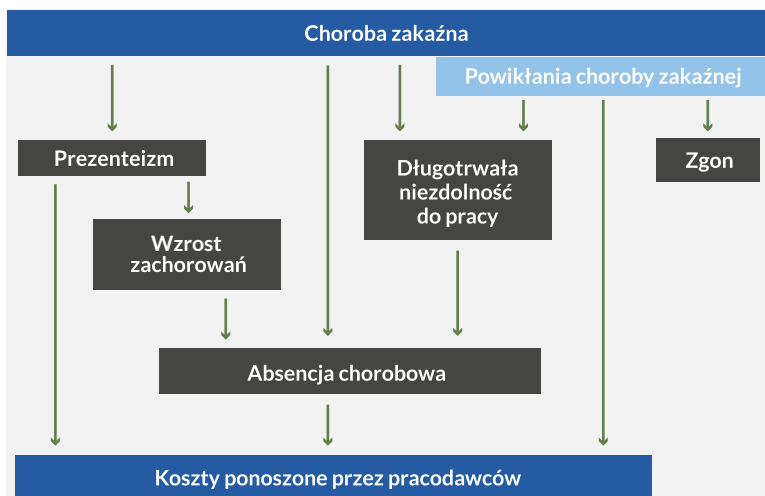 Choroba zakaźna
Powikłania choroby zakaźnej
Prezenteizm
Długotrwała
niezdolność
do pracy
Zgon
Wzrost
zachorowań
Absencja chorobowa
Koszty ponoszone przez pracodawców